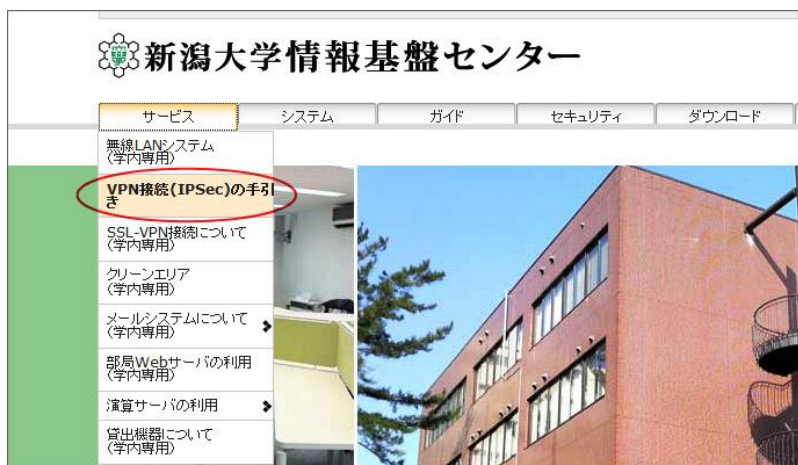 新潟大学情報基盤センター
サービス
システム
ガイド
セキュリティ
ダウンロード
無線LANシステム
(学内専用)
VPN接続(IPSec)の手引
き
SSL-VPN接続について
(学内専用)
クリーンエリア
(学内専用)
メールシステムについて
(学内専用)
部局Webサーバの利用
(学内専用)
演算サーバの利用
貸出機器について
(学内専用)